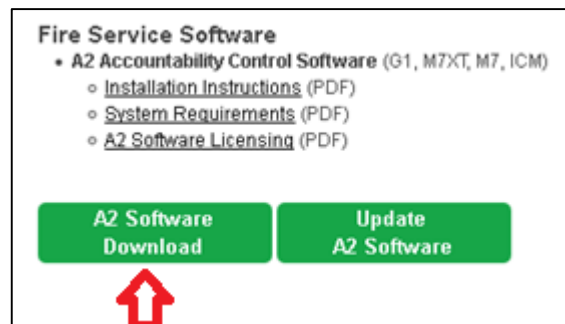 Fire Service Software
• A2 Accountability Control Software (G1, M7XT, M7, ICM)
○ Installation Instructions (PDF)
○ System Requirements (PDF)
○ A2 Software Licensing (PDF)
A2 Software
Download
Update
A2 Software